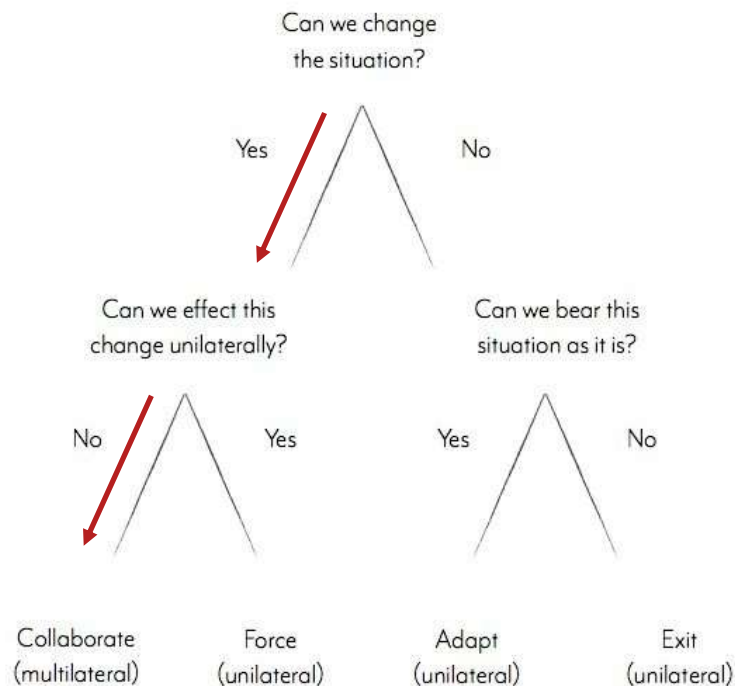 Can we change
the situation?
Yes
No
Can we effect this
change unilaterally?
Can we bear this
situation as it is?
No
Yes
Yes
No
Collaborate
(multilateral)
Force
(unilateral)
Adapt
(unilateral)
Exit
(unilateral)